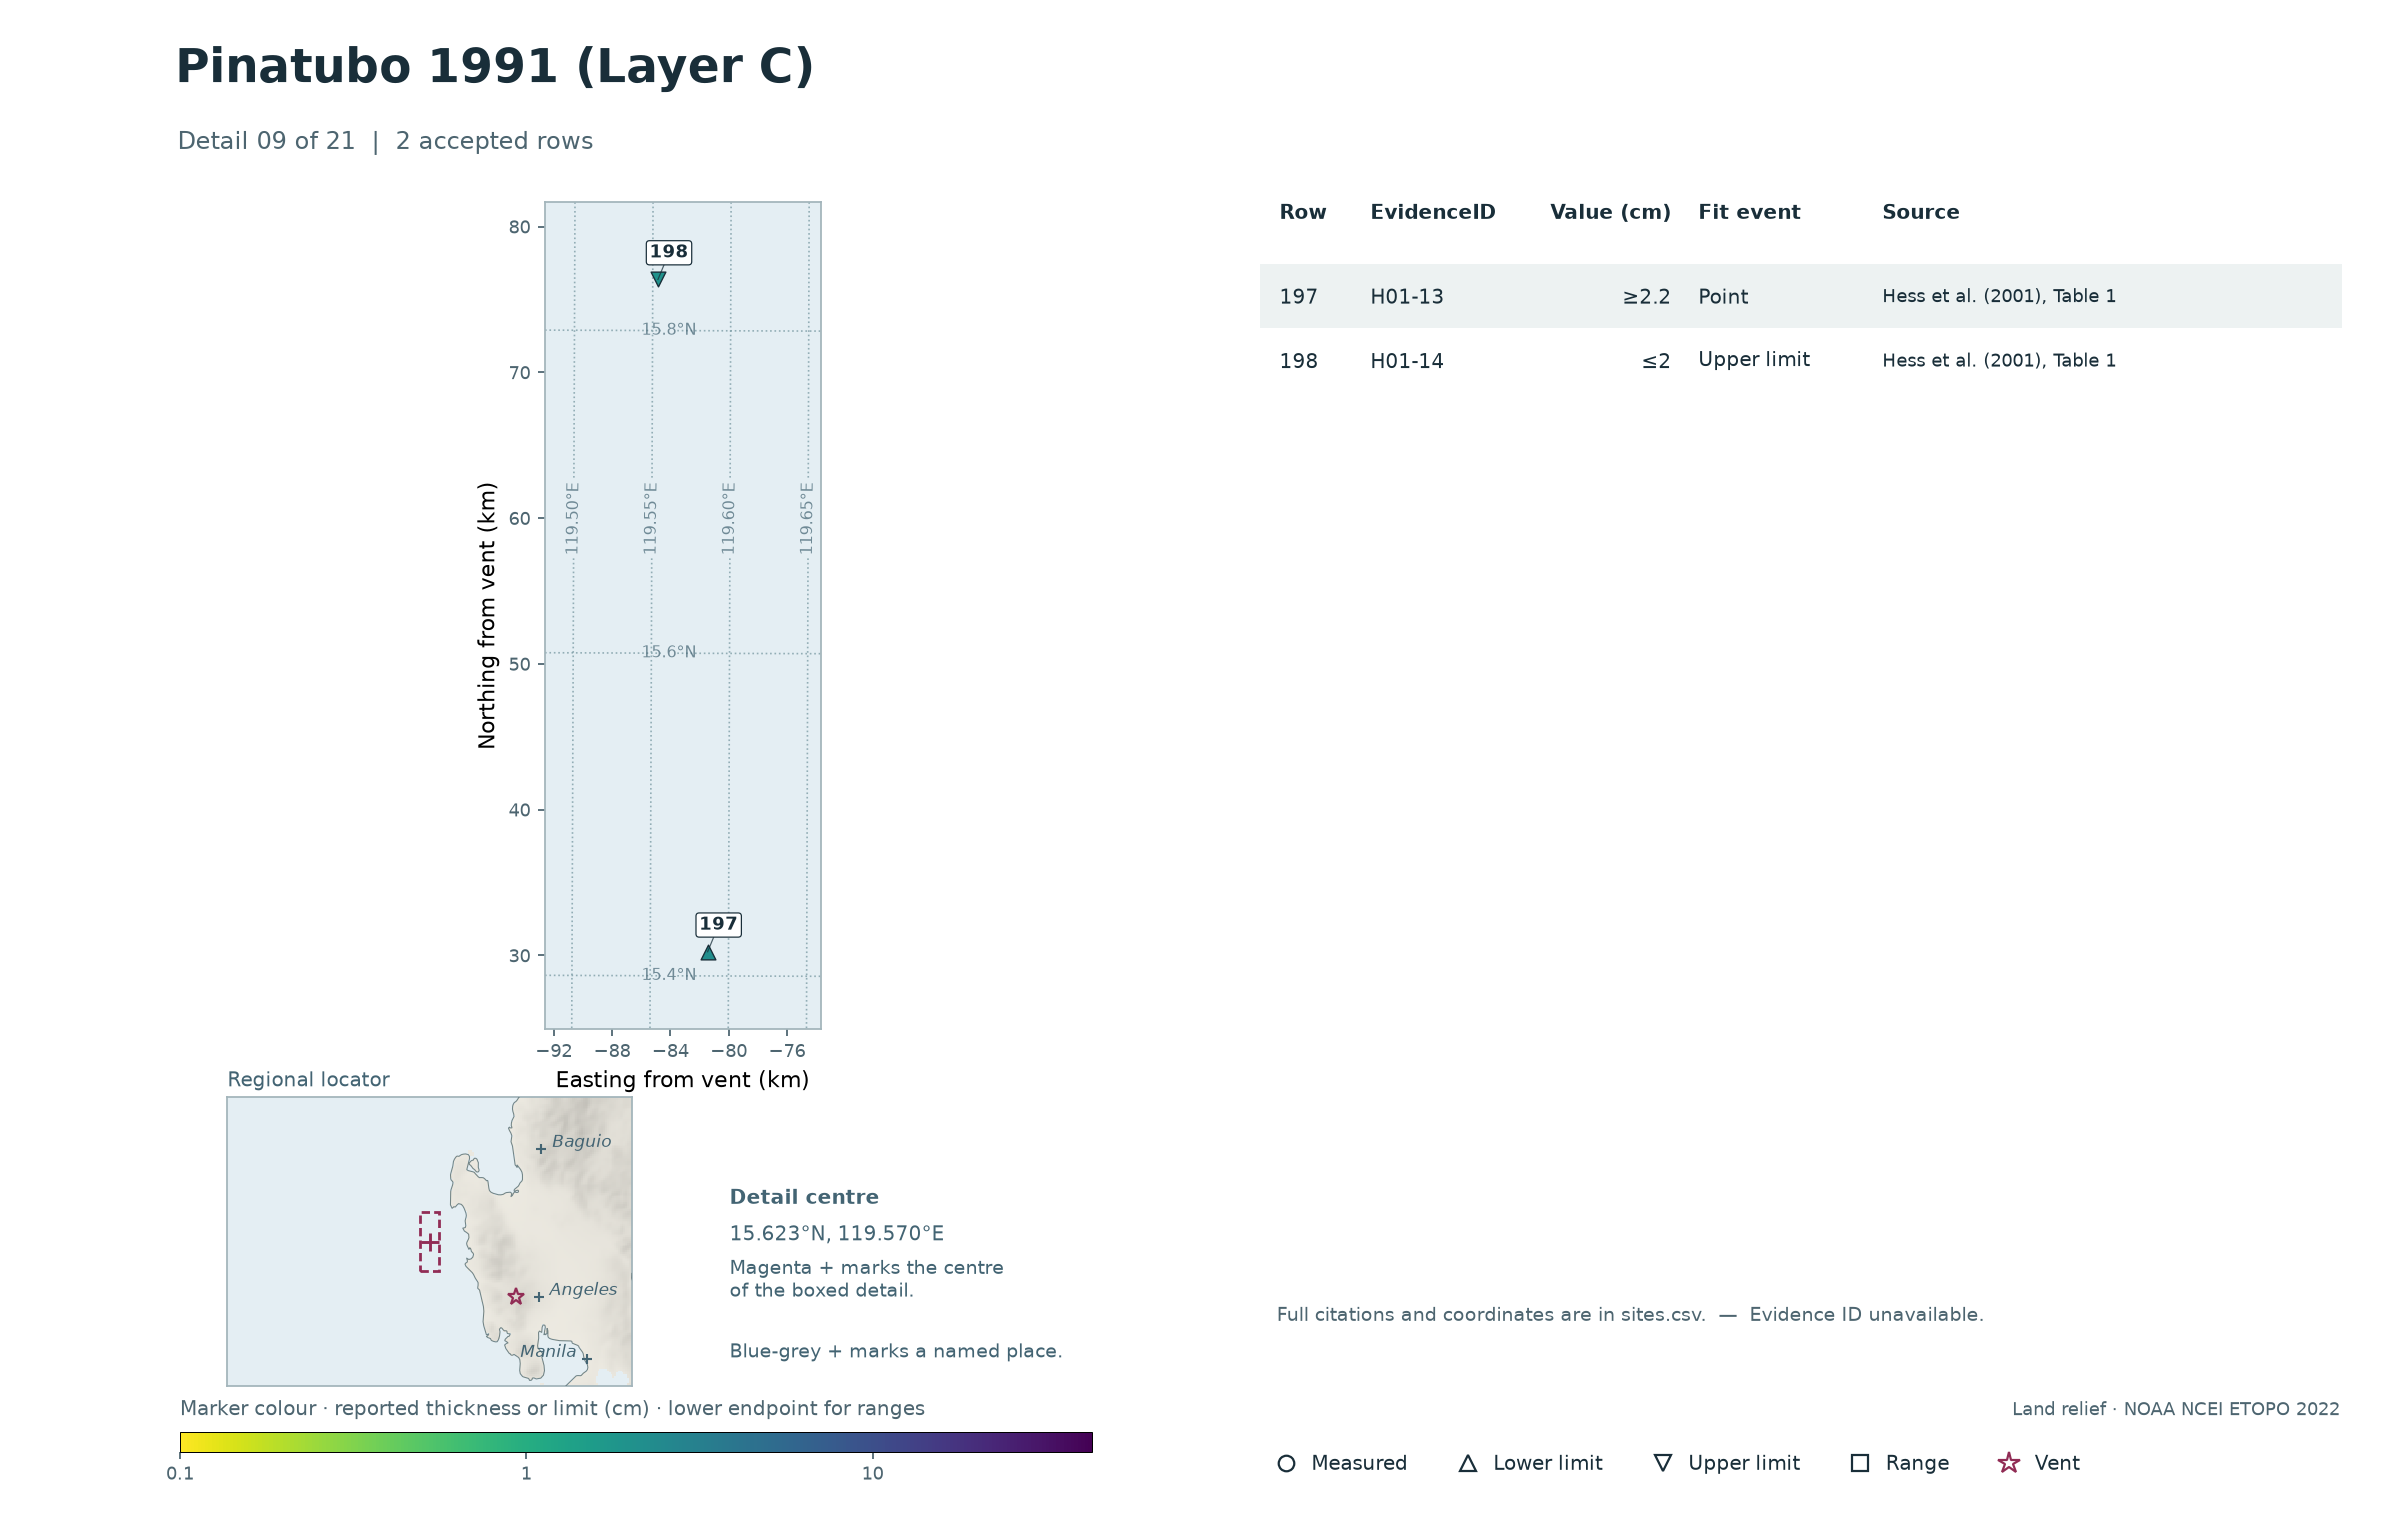 Pinatubo 1991 (Layer C)
Detail 09 of 21 | 2 accepted rows
Row EvidenceID Value (cm) Fit event Source
197 H01-13 ≥2.2 Point Hess et al. (2001), Table 1
198 H01-14 ≤2 Upper limit Hess et al. (2001), Table 1
80
70
60
50
40
30
Northing from vent (km)
198
15.8°N
119.50°E
119.55°E
119.60°E
119.65°E
15.6°N
197
15.4°N
−92 −88 −84 −80 −76
Easting from vent (km)
Regional locator
Baguio
Angeles
Manila
Detail centre
15.623°N, 119.570°E
Magenta + marks the centre
of the boxed detail.
Blue-grey + marks a named place.
Full citations and coordinates are in sites.csv. — Evidence ID unavailable.
Marker colour · reported thickness or limit (cm) · lower endpoint for ranges
0.1 1 10
Land relief · NOAA NCEI ETOPO 2022
Measured Lower limit Upper limit Range Vent